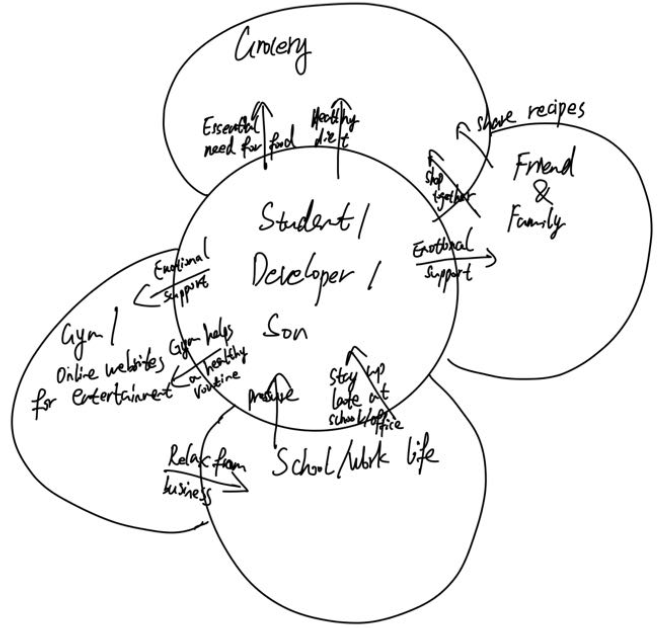 Grocery
Essential
need for food
Healthy
diet
share recipes
shop
together
Friend
&
Family
Student /
Developer /
Son
Emotional
support
Emotional
support
Gym /
Online websites
for entertainment
Gym helps
a healthy
routine
pressure
Stay up
late at
school/office
School/Work life
Relax from
business